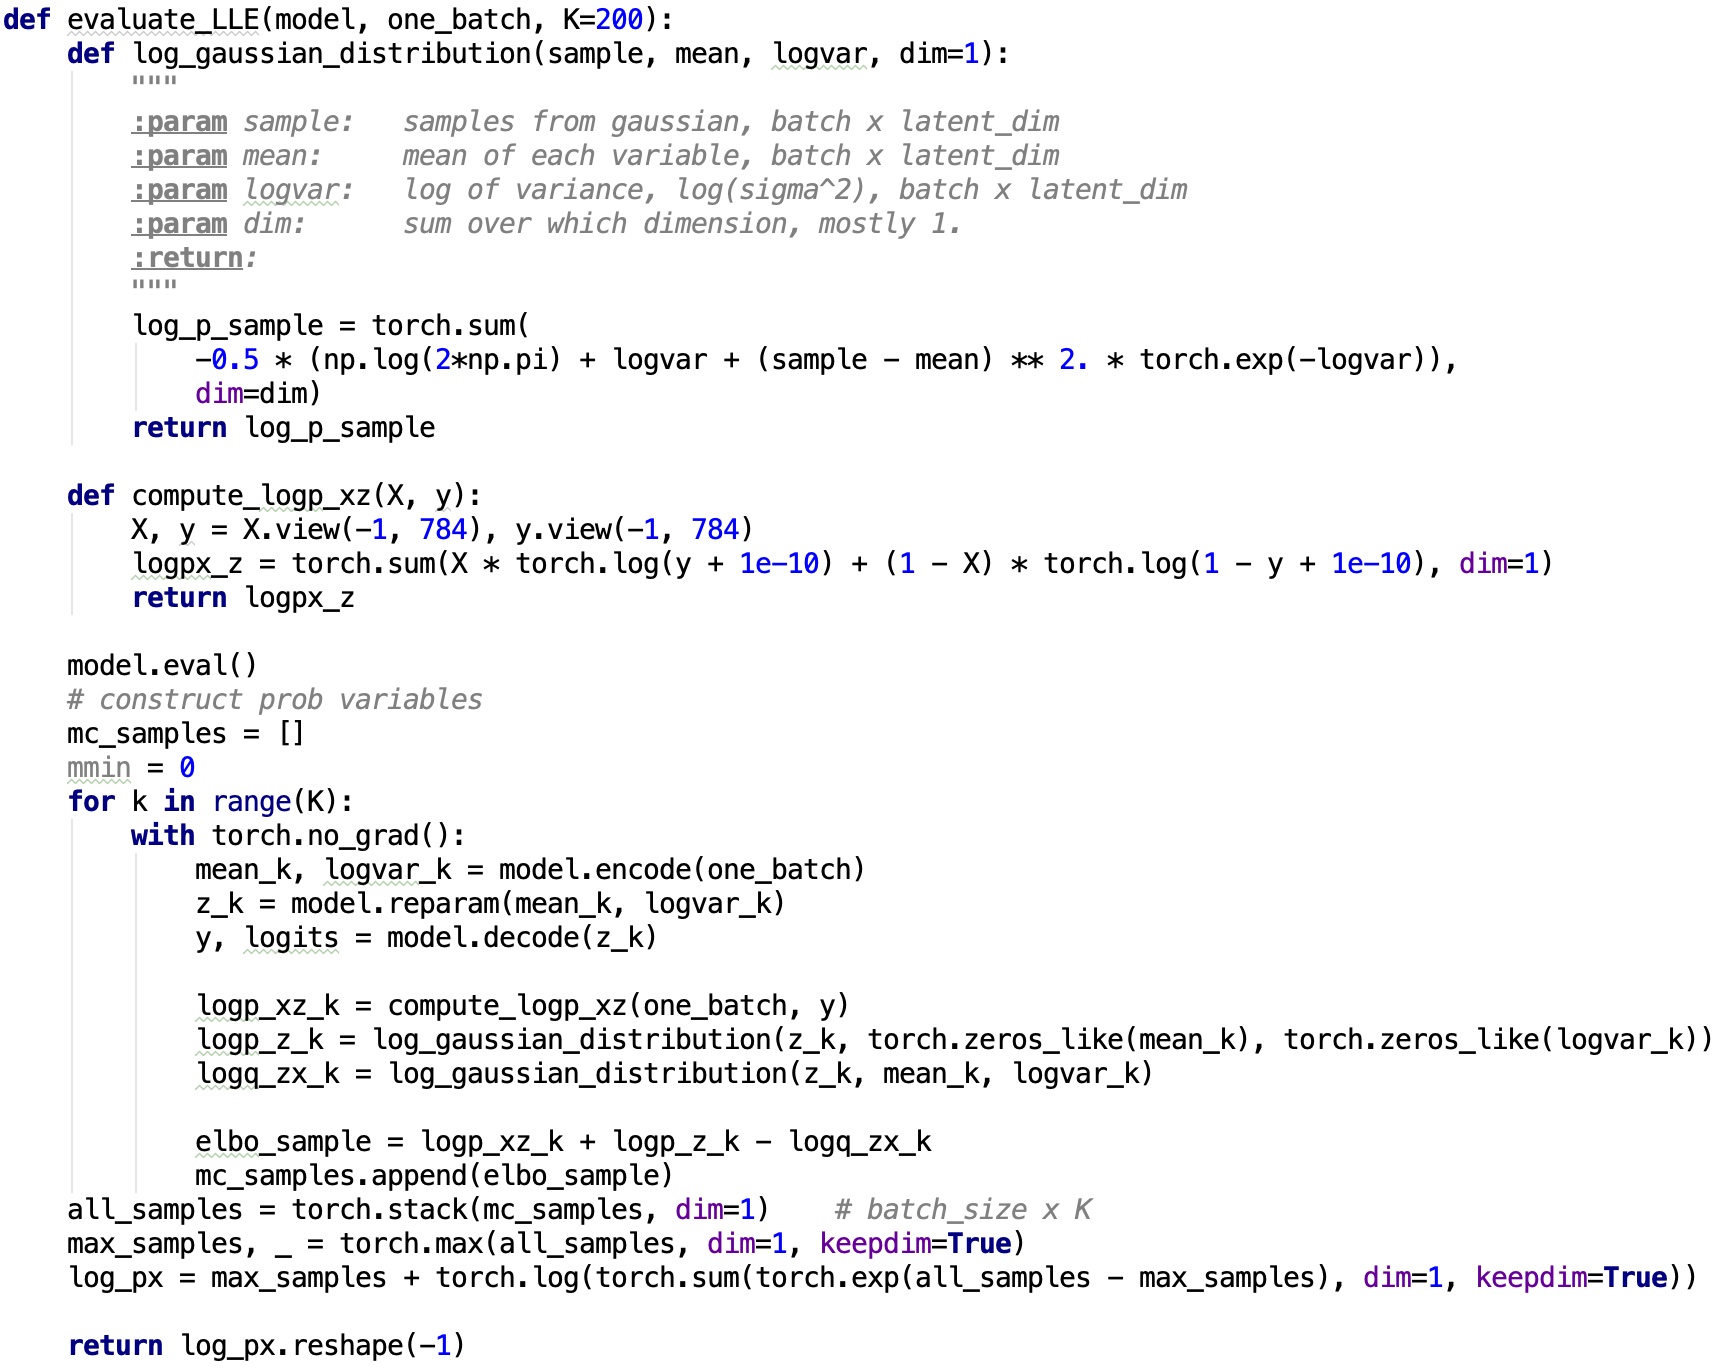 def evaluate_LLE(model, one_batch, K=200):
    def log_gaussian_distribution(sample, mean, logvar, dim=1):
        """
        :param sample:   samples from gaussian, batch x latent_dim
        :param mean:     mean of each variable, batch x latent_dim
        :param logvar:   log of variance, log(sigma^2), batch x latent_dim
        :param dim:      sum over which dimension, mostly 1.
        :return:
        """
        log_p_sample = torch.sum(
            -0.5 * (np.log(2*np.pi) + logvar + (sample - mean) ** 2. * torch.exp(-logvar)),
            dim=dim)
        return log_p_sample

    def compute_logp_xz(X, y):
        X, y = X.view(-1, 784), y.view(-1, 784)
        logpx_z = torch.sum(X * torch.log(y + 1e-10) + (1 - X) * torch.log(1 - y + 1e-10), dim=1)
        return logpx_z

    model.eval()
    # construct prob variables
    mc_samples = []
    mmin = 0
    for k in range(K):
        with torch.no_grad():
            mean_k, logvar_k = model.encode(one_batch)
            z_k = model.reparam(mean_k, logvar_k)
            y, logits = model.decode(z_k)

            logp_xz_k = compute_logp_xz(one_batch, y)
            logp_z_k = log_gaussian_distribution(z_k, torch.zeros_like(mean_k), torch.zeros_like(logvar_k))
            logq_zx_k = log_gaussian_distribution(z_k, mean_k, logvar_k)

            elbo_sample = logp_xz_k + logp_z_k - logq_zx_k
            mc_samples.append(elbo_sample)
    all_samples = torch.stack(mc_samples, dim=1)    # batch_size x K
    max_samples, _ = torch.max(all_samples, dim=1, keepdim=True)
    log_px = max_samples + torch.log(torch.sum(torch.exp(all_samples - max_samples), dim=1, keepdim=True))

    return log_px.reshape(-1)